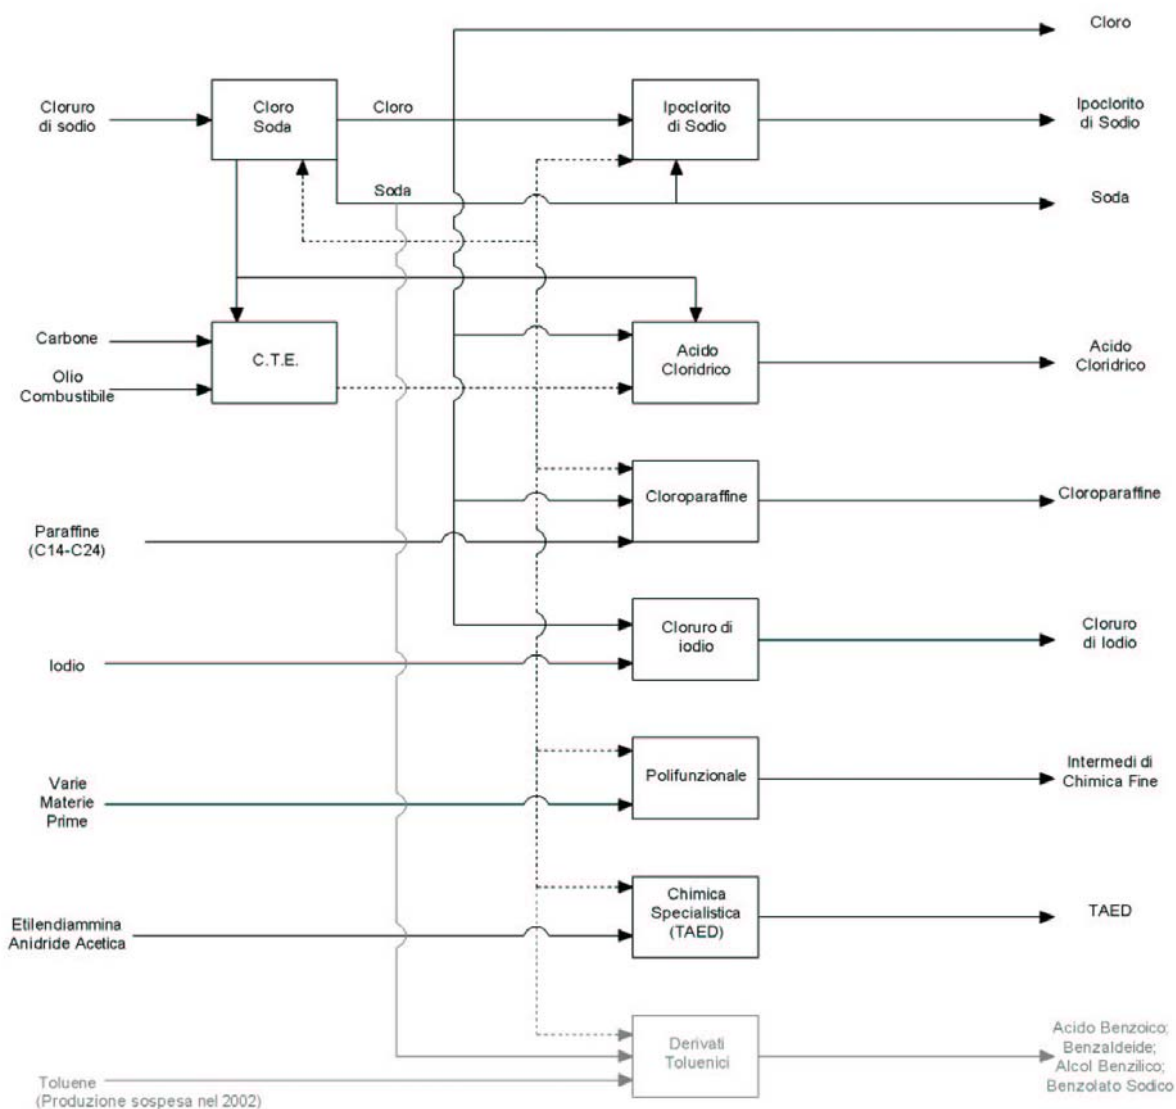 Cloro
Cloruro
di sodio
Cloro
Soda
Cloro
Ipoclorito
di Sodio
Ipoclorito
di Sodio
Soda
Soda
Carbone
Olio
Combustibile
C.T.E.
Acido
Cloridrico
Acido
Cloridrico
Paraffine
(C14-C24)
Cloroparaffine
Cloroparaffine
Iodio
Cloruro di
iodio
Cloruro
di Iodio
Varie
Materie
Prime
Polifunzionale
Intermedi di
Chimica Fine
Etilendiammina
Anidride Acetica
Chimica
Specialistica
(TAED)
TAED
Toluene
(Produzione sospesa nel 2002)
Derivati
Toluenici
Acido Benzoico;
Benzaldeide;
Alcol Benzilico;
Benzolato Sodico